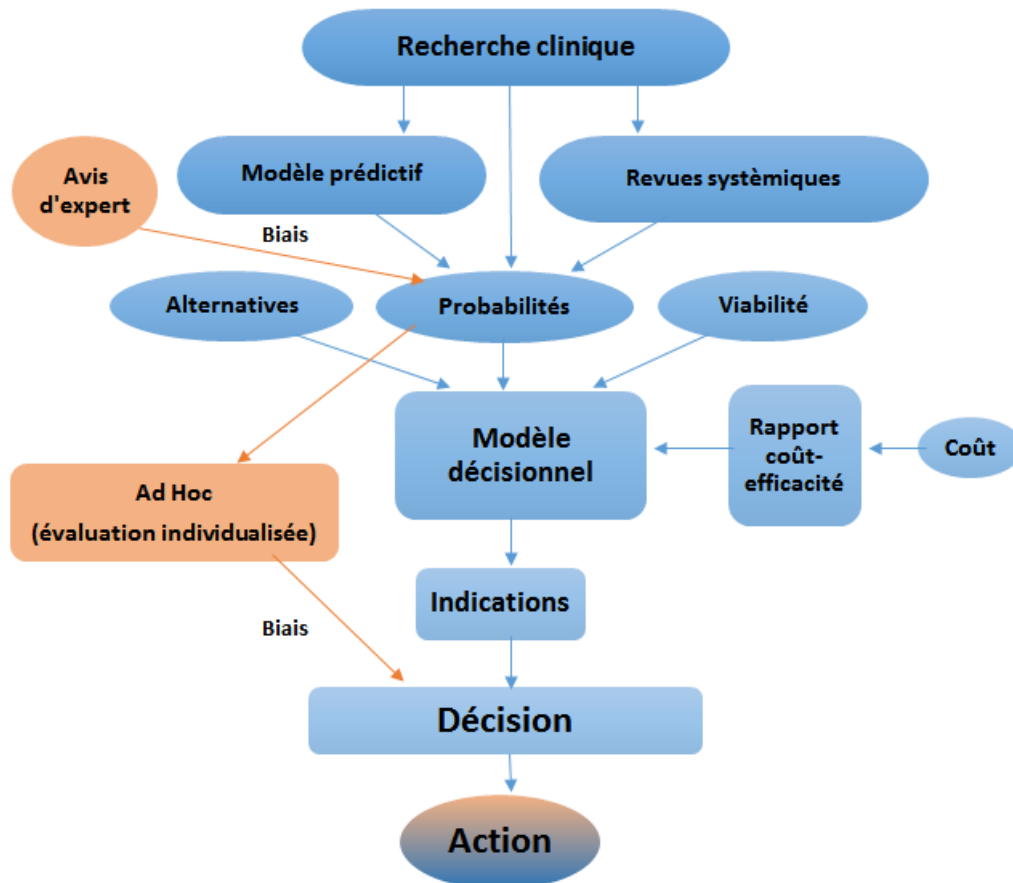 Recherche clinique
Avis
d'expert
Modèle prédictif
Revues systèmiques
Biais
Alternatives
Probabilités
Viabilité
Modèle
décisionnel
Rapport
coût-
efficacité
Coût
Ad Hoc
(évaluation individualisée)
Indications
Biais
Décision
Action